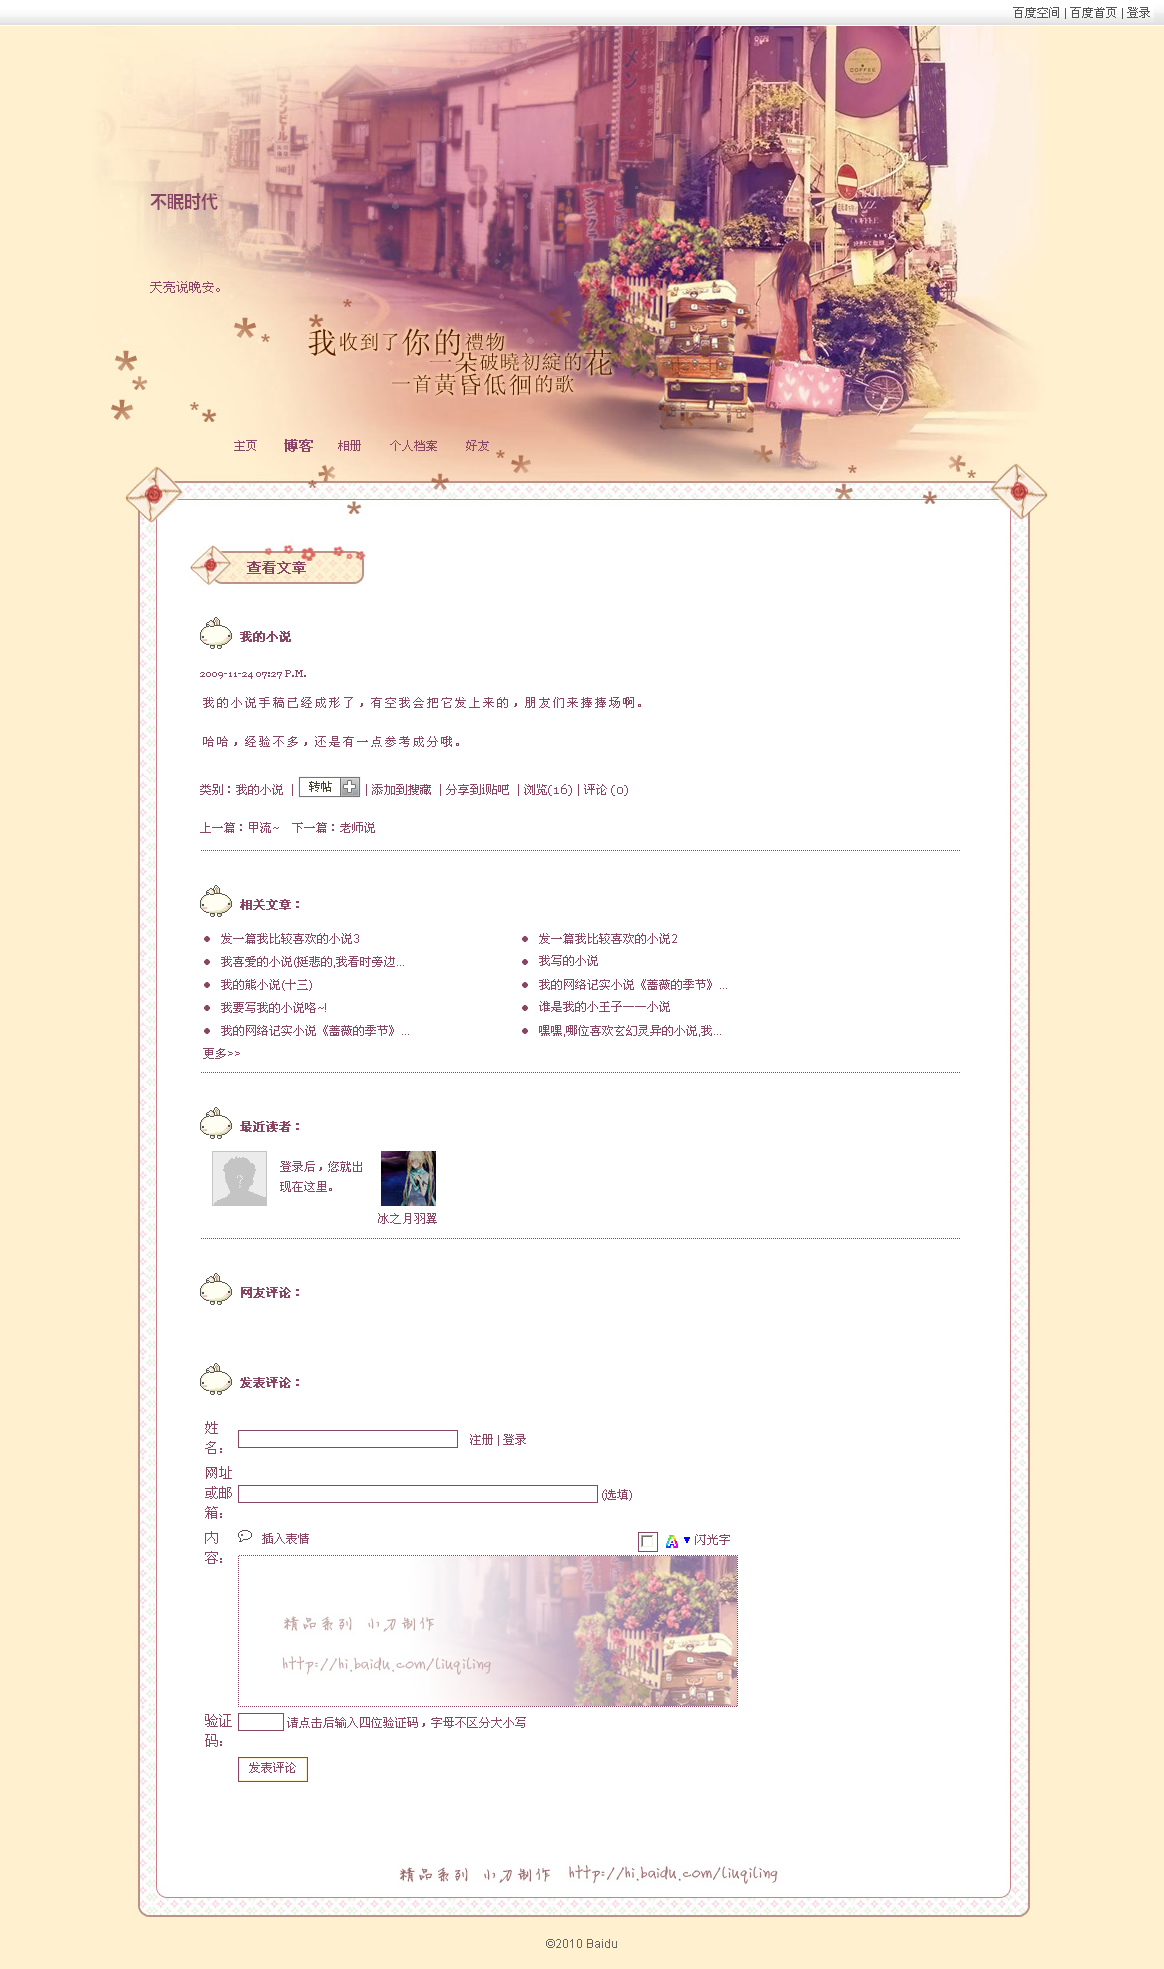 百度空间 | 百度首页 | 登录
COFFEE
不眠时代
天亮说晚安。
我收到了你的禮物
一朵破曉初綻的花
一首黃昏低徊的歌
主页 博客 相册 个人档案 好友
查看文章
我的小说
2009-11-24 07:27 P.M.
我的小说手稿已经成形了，有空我会把它发上来的，朋友们来捧捧场啊。
哈哈，经验不多，还是有一点参考成分哦。
类别：我的小说 | 转帖 | 添加到搜藏 | 分享到i贴吧 | 浏览(16) | 评论 (0)
上一篇：甲流~ 下一篇：老师说
相关文章：
发一篇我比较喜欢的小说3 发一篇我比较喜欢的小说2
我喜爱的小说(挺悲的,我看时旁边... 我写的小说
我的熊小说(十三) 我的网络记实小说《蔷薇的季节》...
我要写我的小说咯~! 谁是我的小王子一一小说
我的网络记实小说《蔷薇的季节》... 嘿嘿,哪位喜欢玄幻灵异的小说,我...
更多>>
最近读者：
登录后，您就出
现在这里。
冰之月羽翼
网友评论：
发表评论：
姓
名： 注册 | 登录
网址
或邮
箱： (选填)
内
容： 插入表情 闪光字
精品系列 小刀制作
http://hi.baidu.com/liuqiling
验证
码： 请点击后输入四位验证码，字母不区分大小写
发表评论
精品系列 小刀制作 http://hi.baidu.com/liuqiling
©2010 Baidu